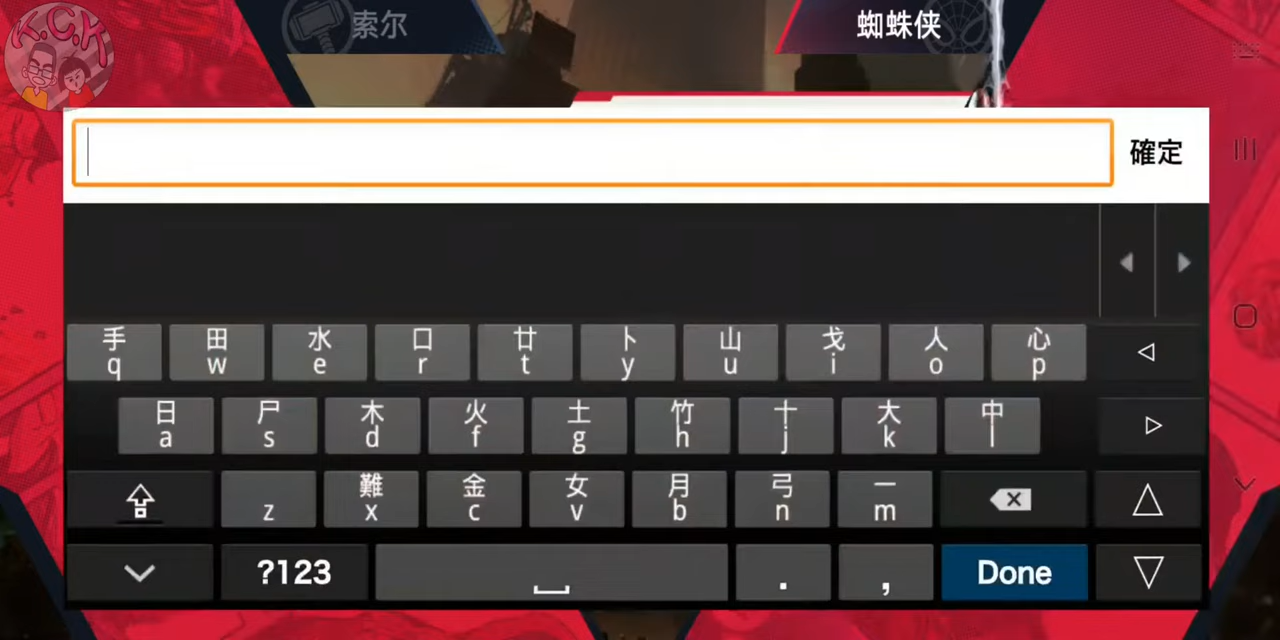 K.C.K
索尔
蜘蛛侠
確定
手 田 水 口 廿 卜 山 戈 人 心
q w e r t y u i o p
日 尸 木 火 土 竹 十 大 中
a s d f g h j k l
難 金 女 月 弓 一
z x c v b n m
?123 . , Done